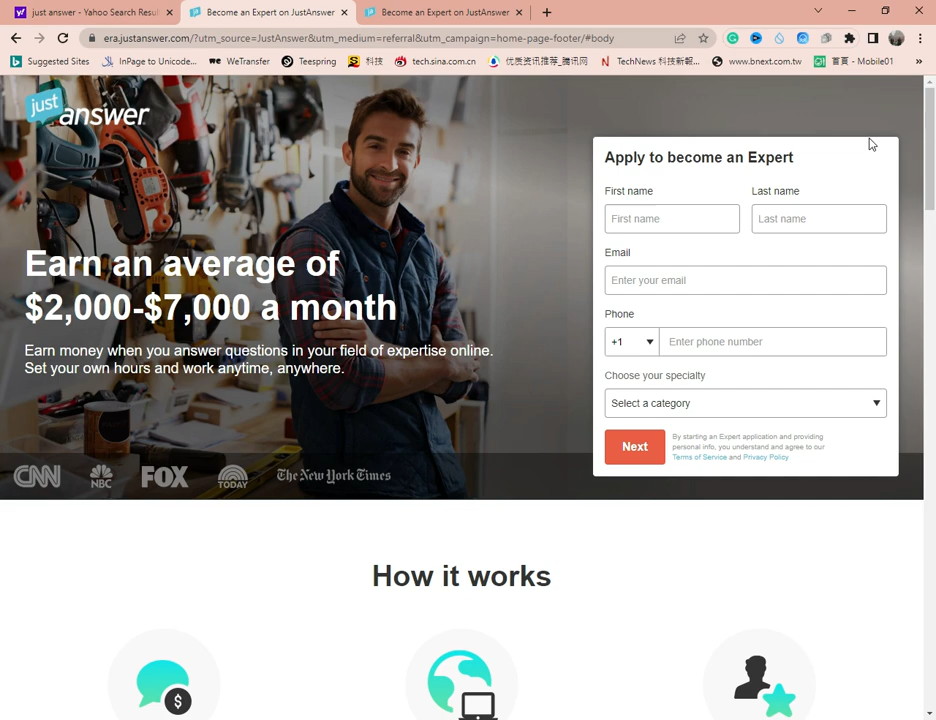 just answer - Yahoo Search Resul
Become an Expert on JustAnswer
Become an Expert on JustAnswer
era.justanswer.com/?utm_source=JustAnswer&utm_medium=referral&utm_campaign=home-page-footer/#body
Suggested Sites
InPage to Unicode...
WeTransfer
Teespring
科技
tech.sina.com.cn
优质资讯推荐_腾讯网
TechNews 科技新報...
www.bnext.com.tw
首頁 - Mobile01
»
just answer
Earn an average of
$2,000-$7,000 a month
Earn money when you answer questions in your field of expertise online.
Set your own hours and work anytime, anywhere.
CNN
NBC
FOX
TODAY
The New York Times
Apply to become an Expert
First name
Last name
First name
Last name
Email
Enter your email
Phone
+1
Enter phone number
Choose your specialty
Select a category
Next
By starting an Expert application and providing
personal info, you understand and agree to our
Terms of Service and Privacy Policy
How it works
$